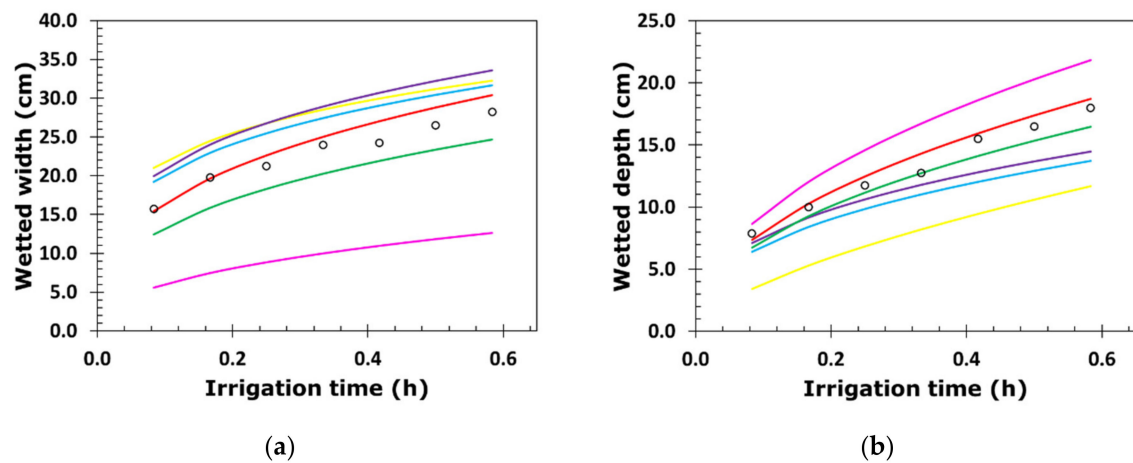 40.0
35.0
30.0
25.0
20.0
15.0
10.0
5.0
0.0
Wetted width (cm)
0.0 0.2 0.4 0.6
Irrigation time (h)
(a)
25.0
20.0
15.0
10.0
5.0
0.0
Wetted depth (cm)
0.0 0.2 0.4 0.6
Irrigation time (h)
(b)